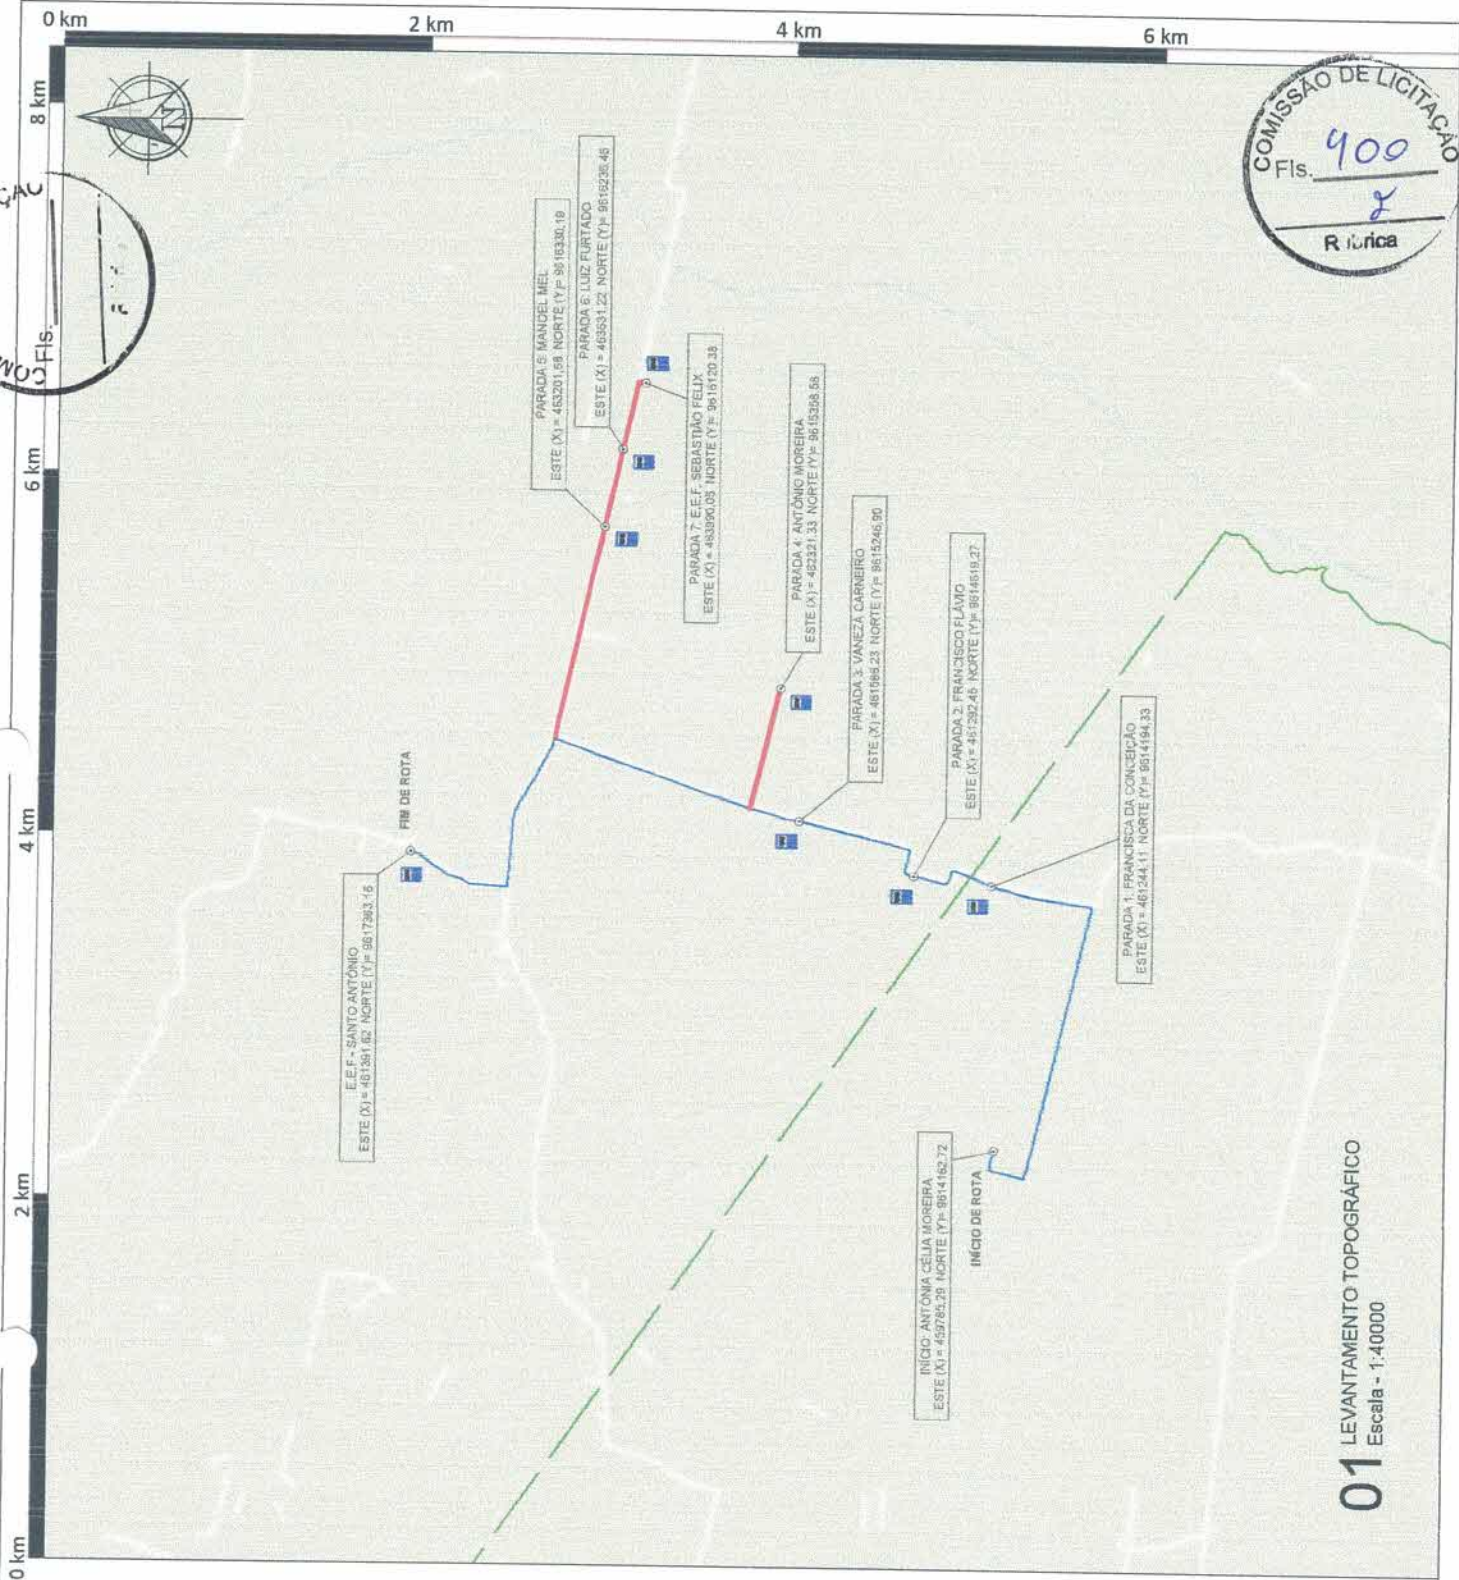 0 km
2 km
4 km
6 km
8 km
6 km
4 km
2 km
0 km
N
Fls.
COMISSÃO DE LICITAÇÃO
Fls. 400
Rubrica
PARADA 5: MANOEL MEL
ESTE (X) = 463201,58 NORTE (Y)= 9616330,19
PARADA 6: LUIZ FURTADO
ESTE (X) = 463631,22 NORTE (Y)= 9616236,46
PARADA 7: E.E.F. SEBASTIÃO FELIX
ESTE (X) = 463990,05 NORTE (Y)= 9616120,38
PARADA 4: ANTÔNIO MOREIRA
ESTE (X) = 462321,33 NORTE (Y)= 9615358,56
PARADA 3: VANEZA CARNEIRO
ESTE (X) = 461586,23 NORTE (Y)= 9615246,90
PARADA 2: FRANCISCO FLÁVIO
ESTE (X) = 461292,45 NORTE (Y)= 9614619,27
PARADA 1: FRANCISCA DA CONCEIÇÃO
ESTE (X) = 461244,11 NORTE (Y)= 9614194,33
FIM DE ROTA
E.E.F - SANTO ANTÔNIO
ESTE (X) = 461391,62 NORTE (Y)= 9617363,16
INÍCIO: ANTÔNIA CÉLIA MOREIRA
ESTE (X) = 459785,29 NORTE (Y)= 9614162,72
INÍCIO DE ROTA
01 LEVANTAMENTO TOPOGRÁFICO
Escala - 1:40000